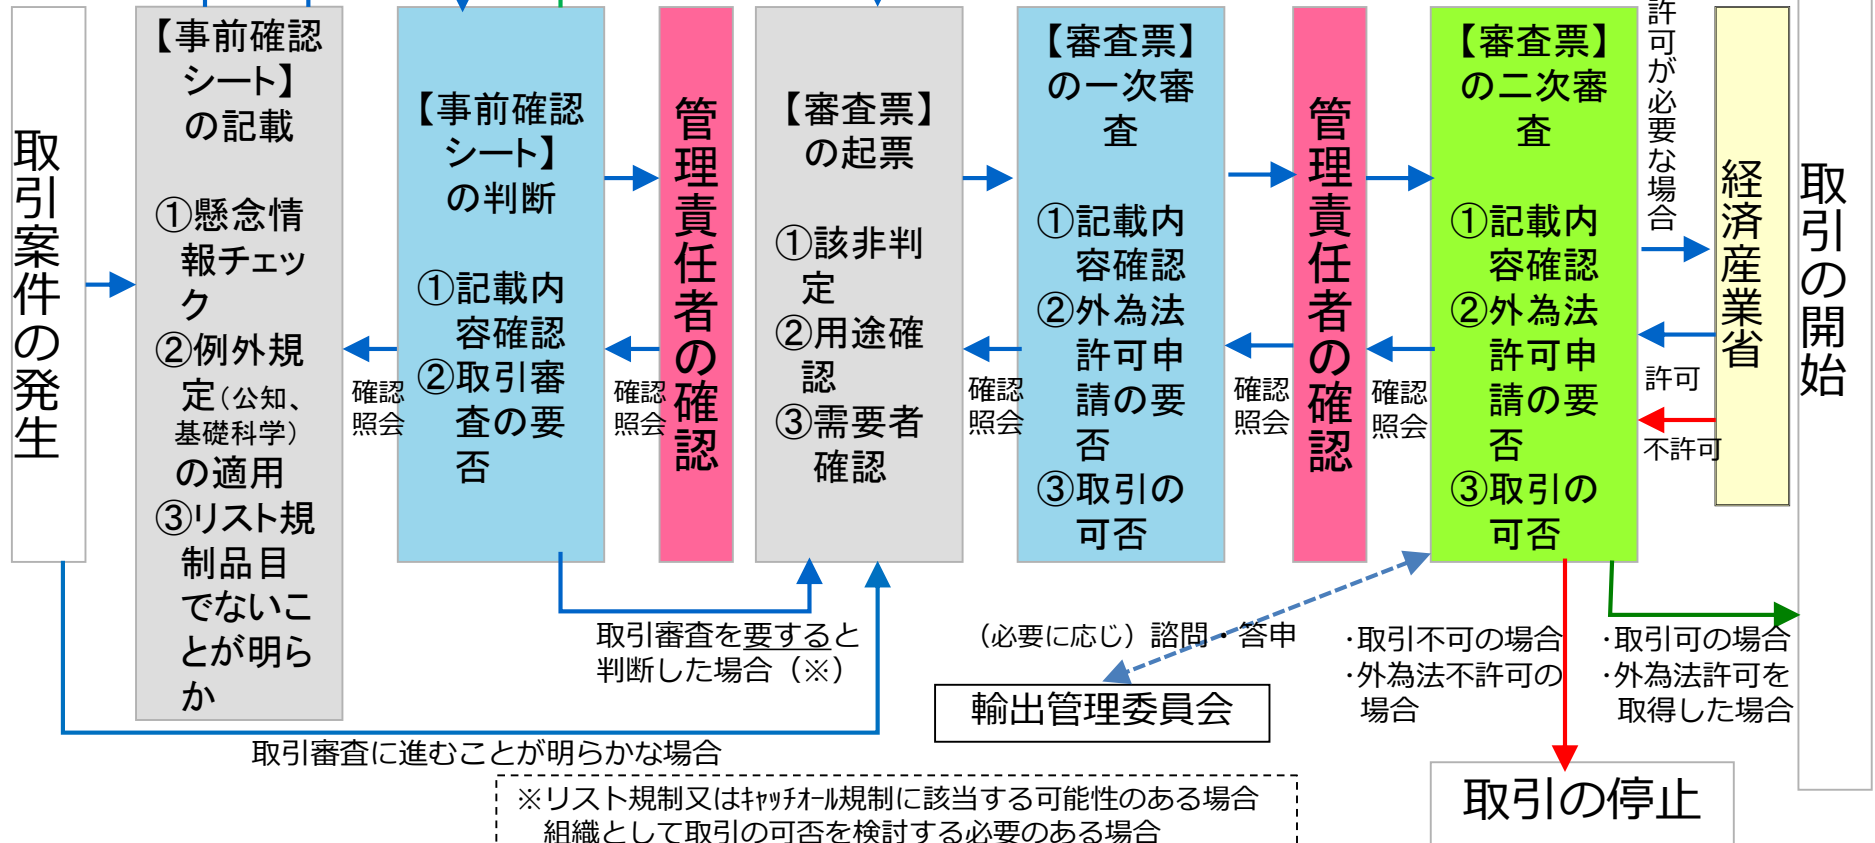 取引案件の発生
【事前確認
シート】
の記載
①懸念情
報チェッ
ク
②例外規
定(公知、
基礎科学)
の適用
③リスト規
制品目
でないこ
とが明ら
か
確認
照会
【事前確認
シート】
の判断
①記載内
容確認
②取引審
査の要
否
確認
照会
管理責任者の確認
【審査票】
の起票
①該非判
定
②用途確
認
③需要者
確認
確認
照会
【審査票】
の一次審
査
①記載内
容確認
②外為法
許可申
請の要
否
③取引の
可否
確認
照会
管理責任者の確認
確認
照会
【審査票】
の二次審
査
①記載内
容確認
②外為法
許可申
請の要
否
③取引の
可否
許可が必要な場合
許可
不許可
経済産業省
取引の開始
取引審査を要すると
判断した場合（※）
（必要に応じ）諮問・答申
輸出管理委員会
・取引不可の場合
・外為法不許可の
場合
・取引可の場合
・外為法許可を
取得した場合
取引審査に進むことが明らかな場合
取引の停止
※リスト規制又はｷｬｯﾁｵｰﾙ規制に該当する可能性のある場合
組織として取引の可否を検討する必要のある場合